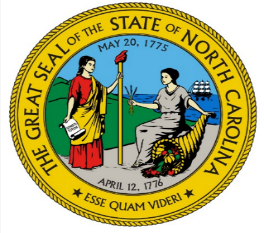 THE GREAT SEAL OF THE STATE OF NORTH CAROLINA
MAY 20, 1775
APRIL 12, 1776
★ ESSE QUAM VIDERI ★